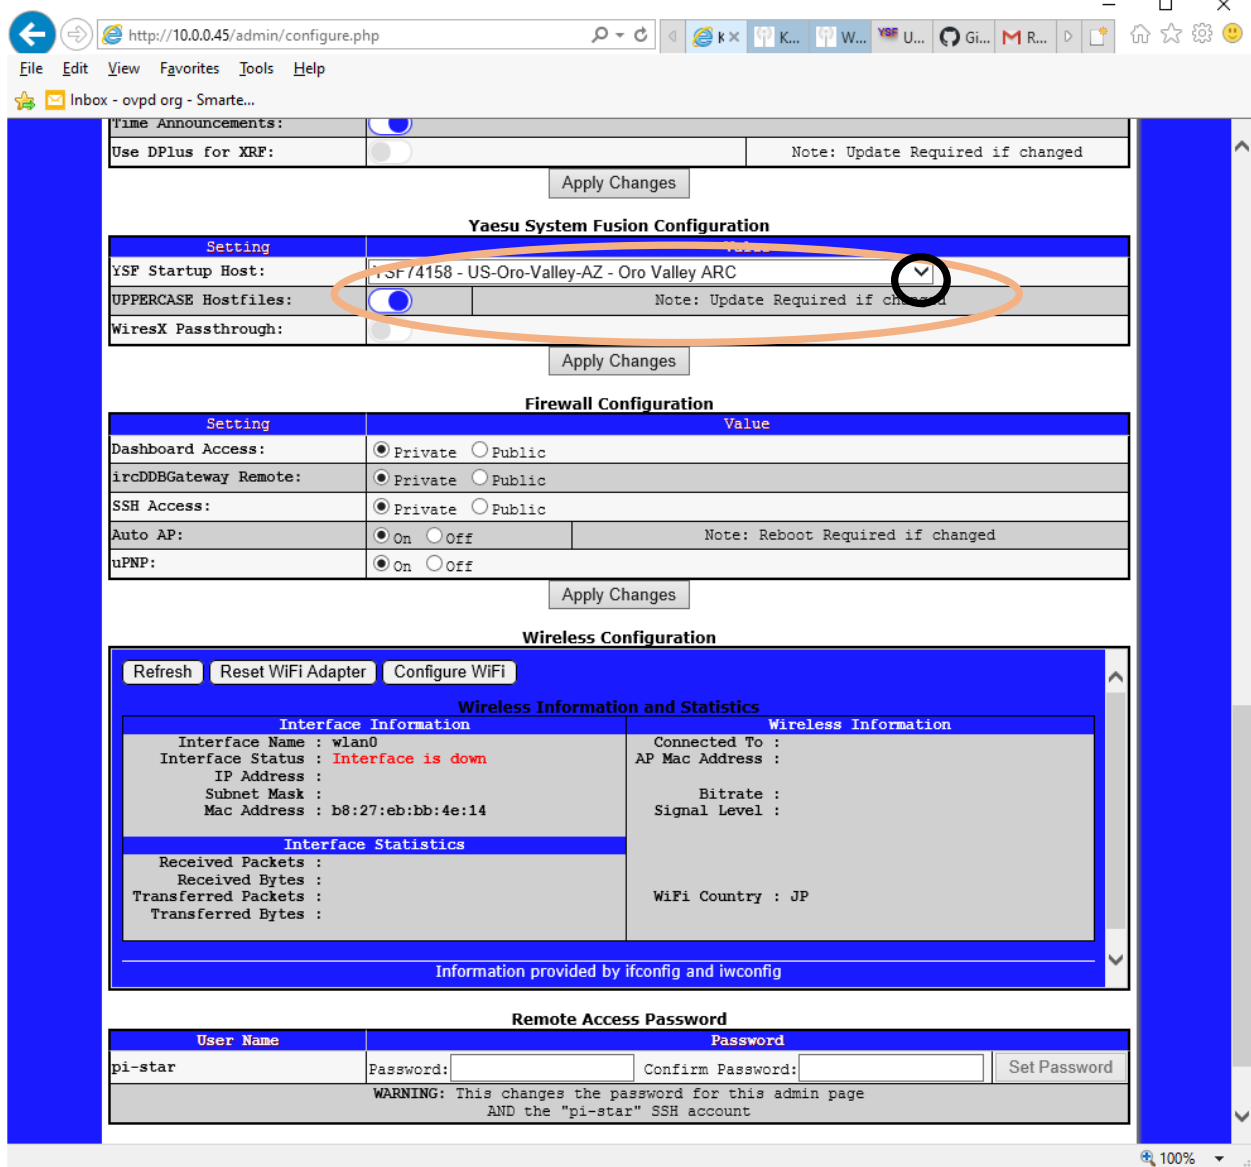 http://10.0.0.45/admin/configure.php
K... W... YSF U... Gi... R...
File Edit View Favorites Tools Help
Inbox - ovpd org - Smarte...
Time Announcements:
Use DPlus for XRF: Note: Update Required if changed
Apply Changes
Yaesu System Fusion Configuration
Setting Value
YSF Startup Host: YSF74158 - US-Oro-Valley-AZ - Oro Valley ARC
UPPERCASE Hostfiles: Note: Update Required if changed
WiresX Passthrough:
Apply Changes
Firewall Configuration
Setting Value
Dashboard Access: Private Public
ircDDBGateway Remote: Private Public
SSH Access: Private Public
Auto AP: On Off Note: Reboot Required if changed
uPNP: On Off
Apply Changes
Wireless Configuration
Refresh Reset WiFi Adapter Configure WiFi
Wireless Information and Statistics
Interface Information Wireless Information
Interface Name : wlan0 Connected To :
Interface Status : Interface is down AP Mac Address :
IP Address :
Subnet Mask : Bitrate :
Mac Address : b8:27:eb:bb:4e:14 Signal Level :
Interface Statistics
Received Packets :
Received Bytes :
Transferred Packets : WiFi Country : JP
Transferred Bytes :
Information provided by ifconfig and iwconfig
Remote Access Password
User Name Password
pi-star Password: Confirm Password: Set Password
WARNING: This changes the password for this admin page
AND the "pi-star" SSH account
100%